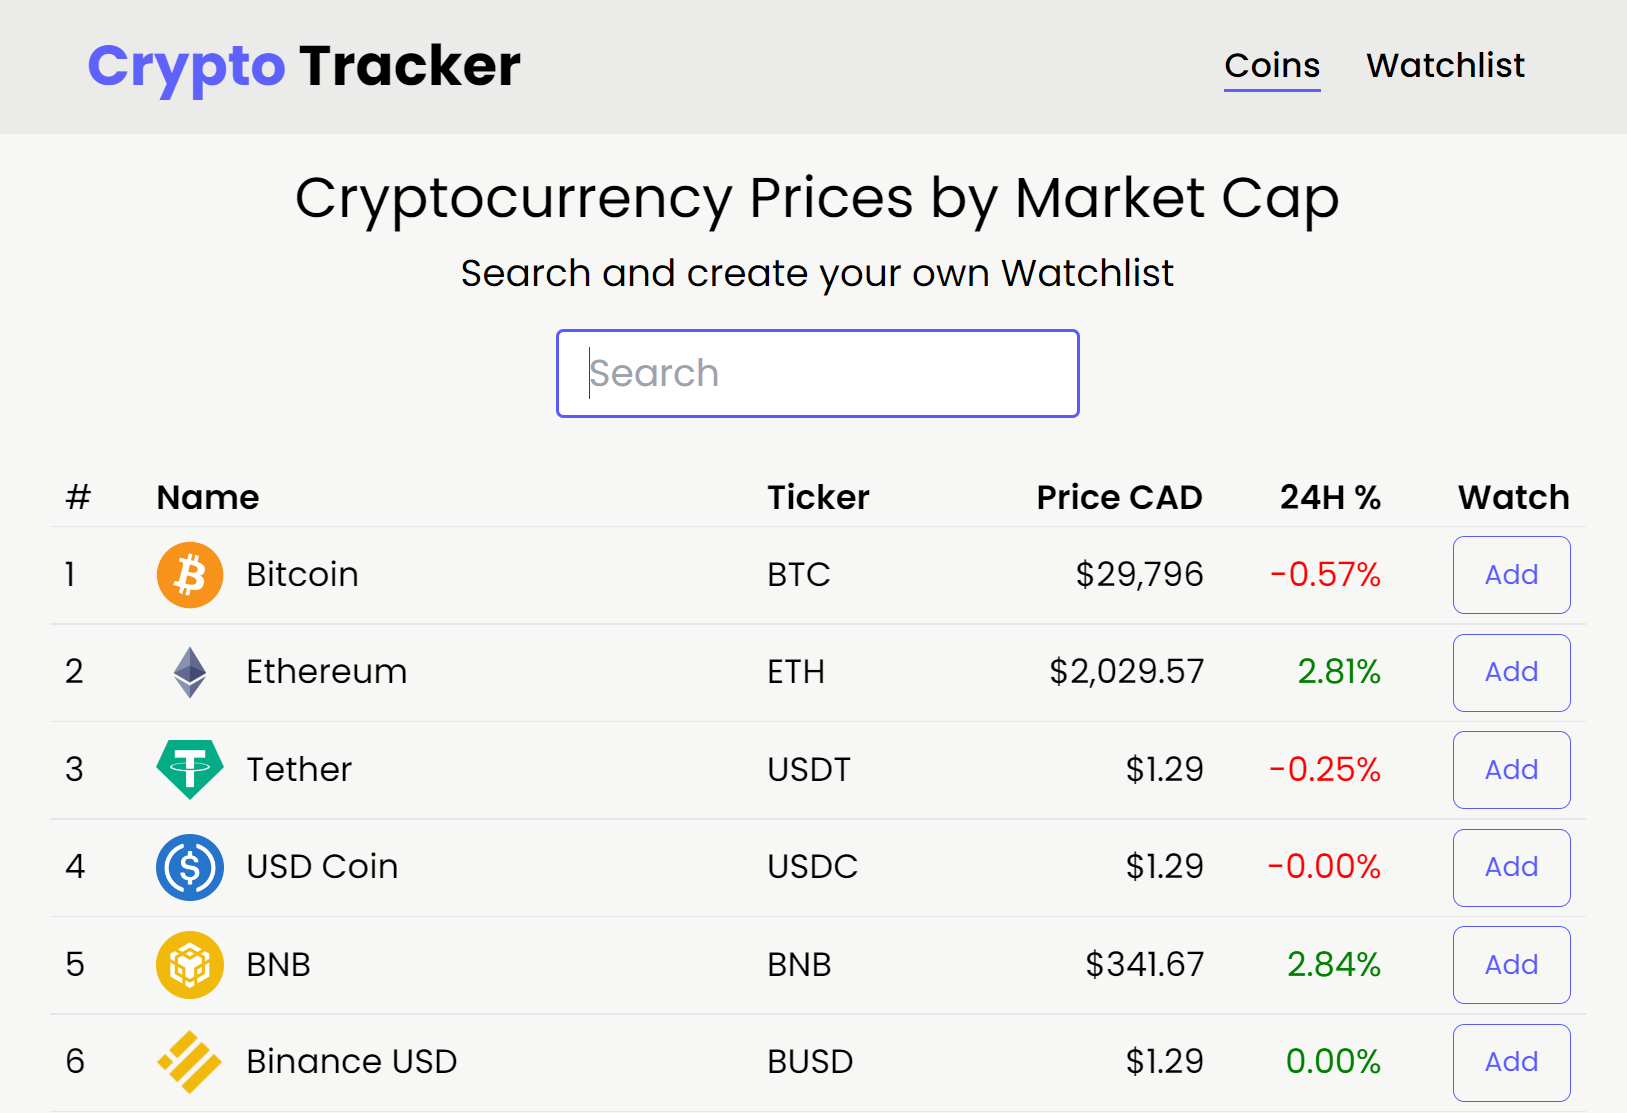 Crypto Tracker Coins Watchlist
Cryptocurrency Prices by Market Cap
Search and create your own Watchlist
Search
# Name Ticker Price CAD 24H % Watch
1 Bitcoin BTC $29,796 -0.57% Add
2 Ethereum ETH $2,029.57 2.81% Add
3 Tether USDT $1.29 -0.25% Add
4 USD Coin USDC $1.29 -0.00% Add
5 BNB BNB $341.67 2.84% Add
6 Binance USD BUSD $1.29 0.00% Add